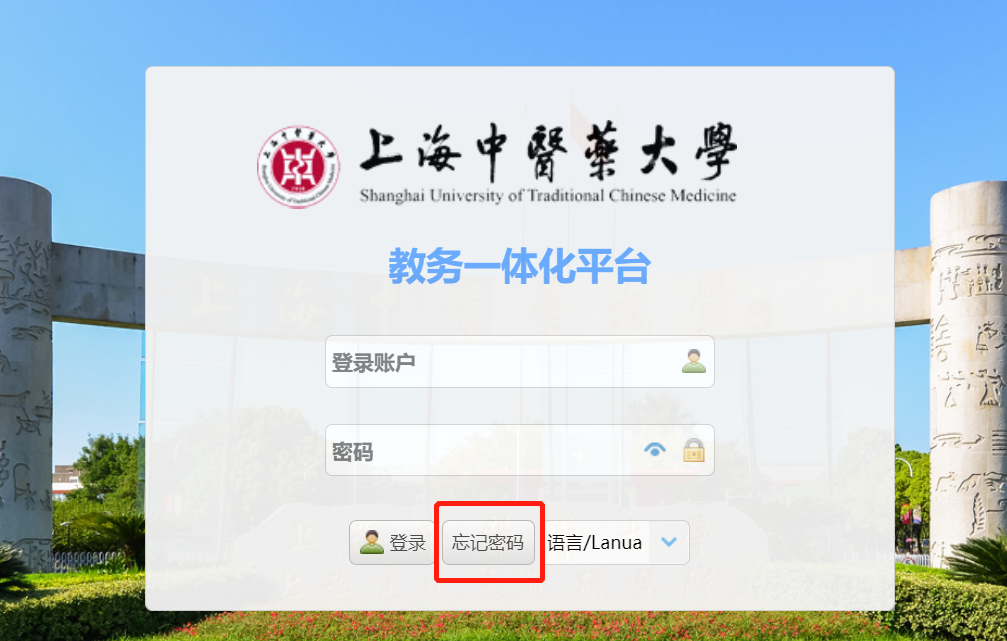 上海中醫藥大學
Shanghai University of Traditional Chinese Medicine
教务一体化平台
登录账户
密码
登录
忘记密码
语言/Lanua